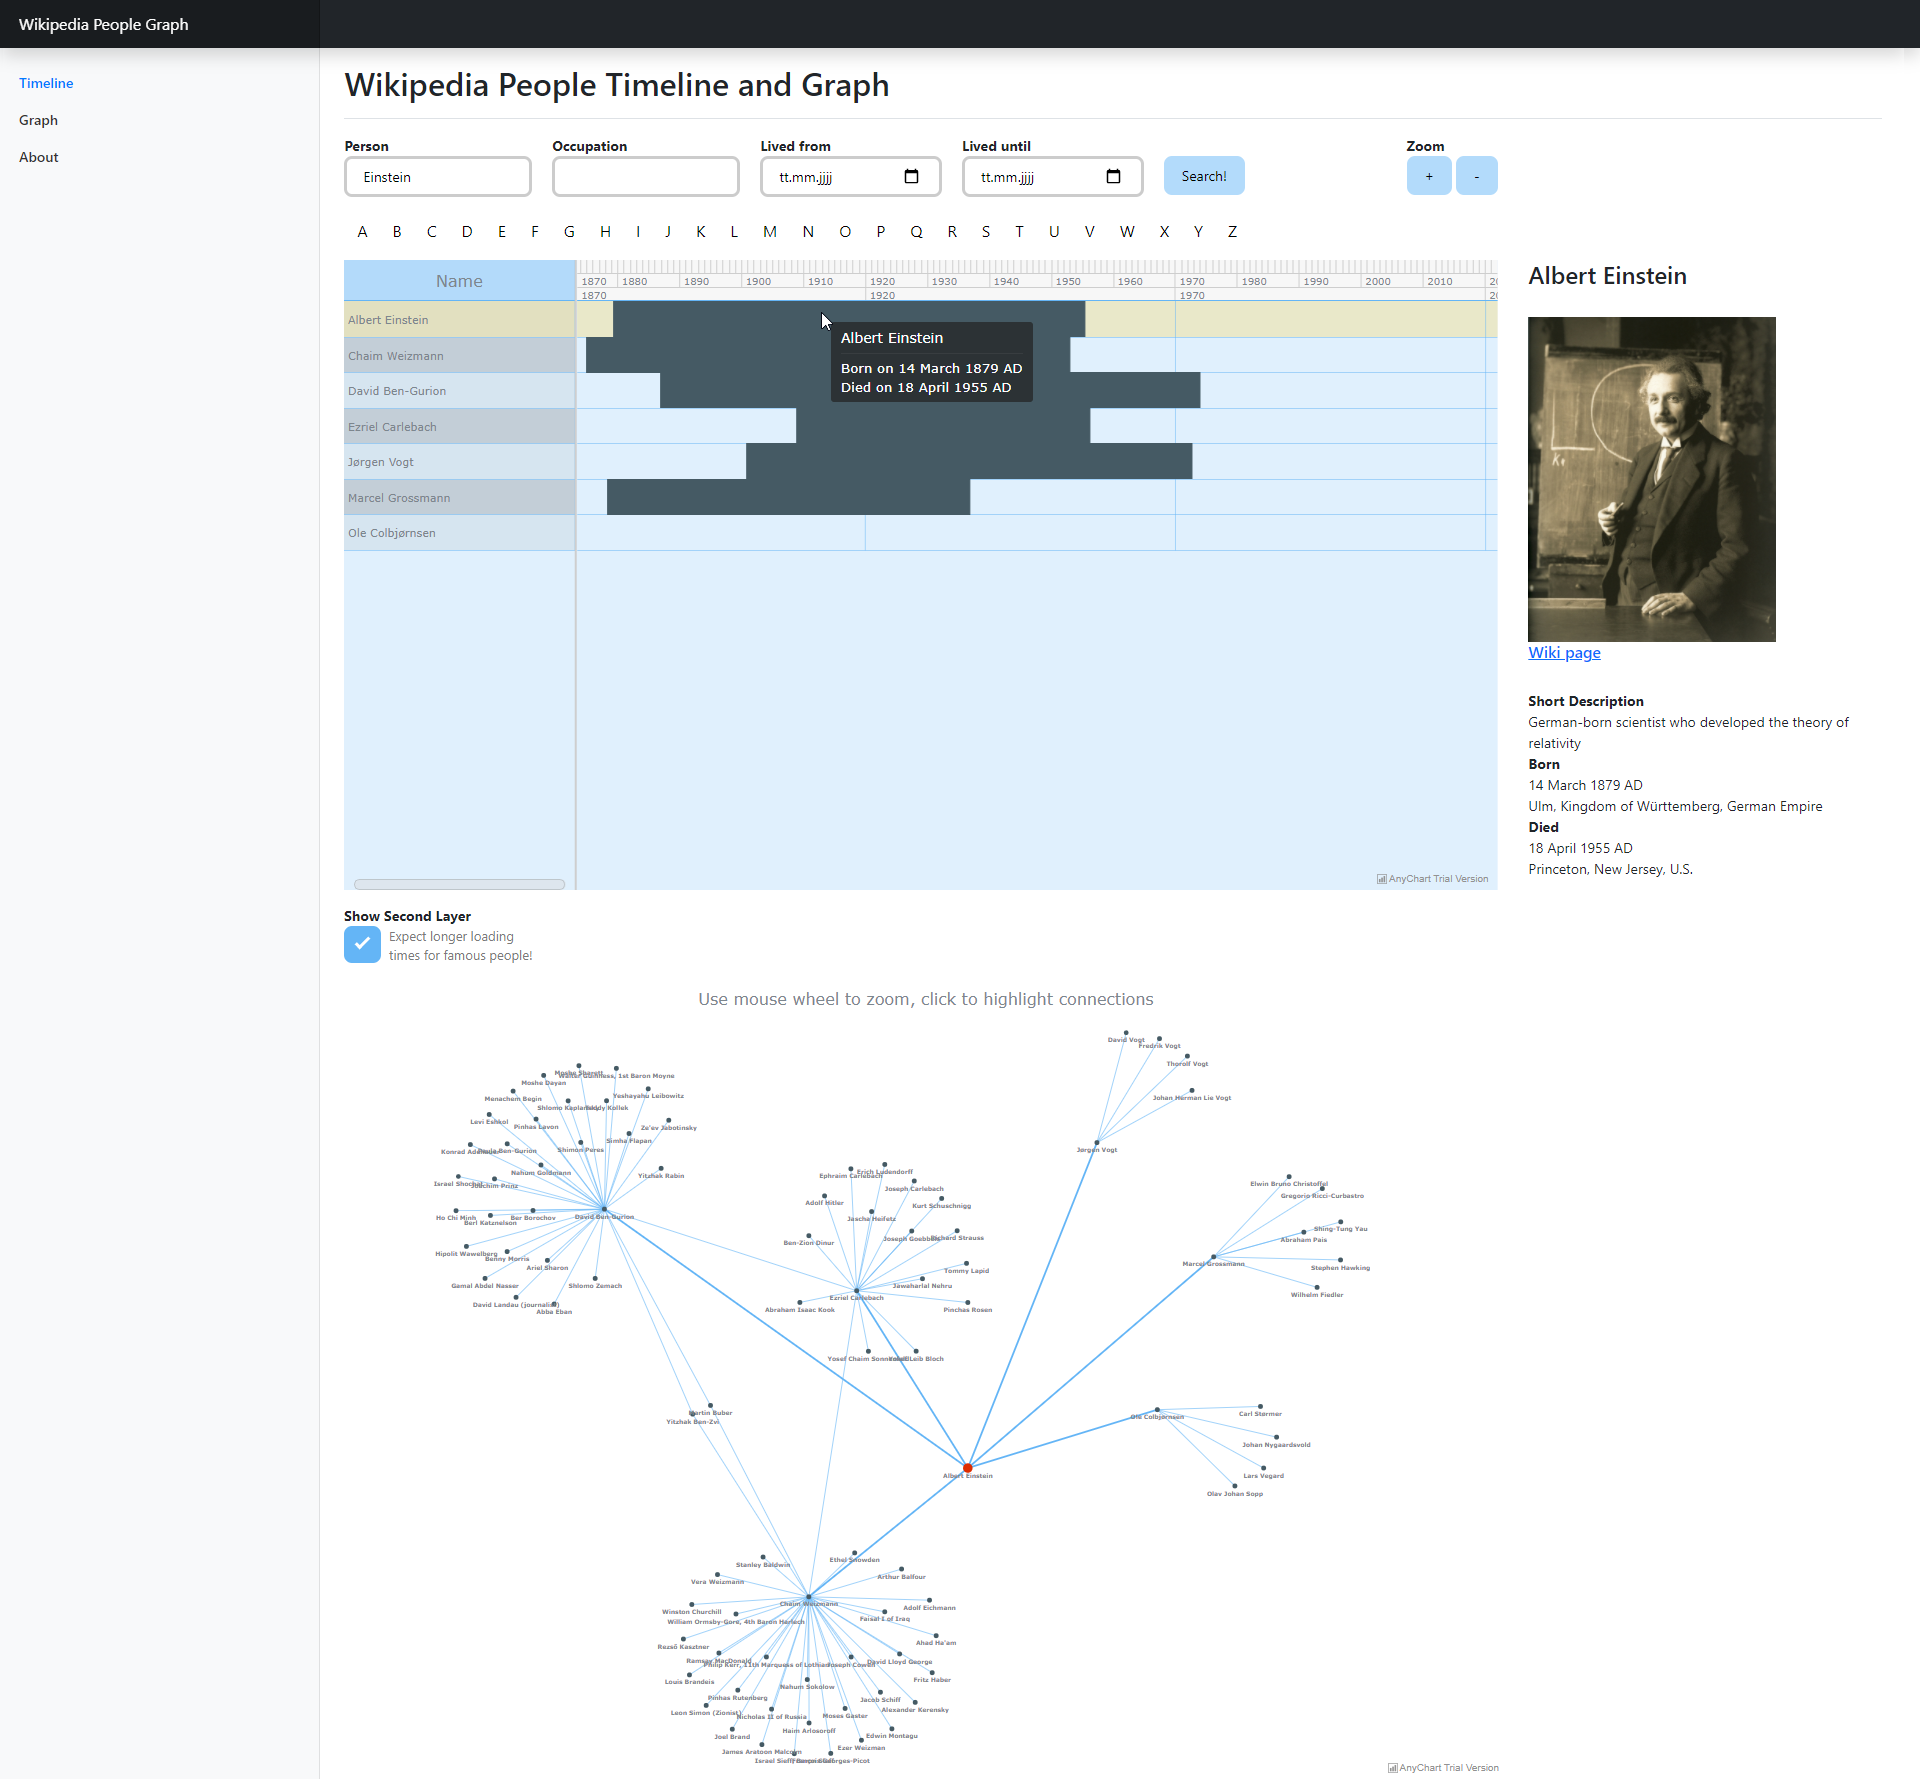 Wikipedia People Graph
Timeline
Graph
About
Wikipedia People Timeline and Graph
Person
Occupation
Lived from
Lived until
Zoom
Einstein
tt.mm.jjjj
tt.mm.jjjj
Search!
+
-
A B C D E F G H I J K L M N O P Q R S T U V W X Y Z
Name
1870 1880 1890 1900 1910 1920 1930 1940 1950 1960 1970 1980 1990 2000 2010
1870 1920 1970
Albert Einstein
Chaim Weizmann
David Ben-Gurion
Ezriel Carlebach
Jørgen Vogt
Marcel Grossmann
Ole Colbjørnsen
Albert Einstein
Born on 14 March 1879 AD
Died on 18 April 1955 AD
AnyChart Trial Version
Albert Einstein
Wiki page
Short Description
German-born scientist who developed the theory of
relativity
Born
14 March 1879 AD
Ulm, Kingdom of Württemberg, German Empire
Died
18 April 1955 AD
Princeton, New Jersey, U.S.
Show Second Layer
Expect longer loading
times for famous people!
Use mouse wheel to zoom, click to highlight connections
David Vogt
Fredrik Vogt
Thorolf Vogt
Johan Herman Lie Vogt
Jørgen Vogt
Moshe Sharett
Walter Guinness, 1st Baron Moyne
Moshe Dayan
Yeshayahu Leibowitz
Menachem Begin
Shlomo Kaplansky
Teddy Kollek
Levi Eshkol
Pinhas Lavon
Ze'ev Jabotinsky
Simha Flapan
Konrad Adenauer
Paula Ben-Gurion
Shimon Peres
Nahum Goldmann
Yitzhak Rabin
Israel Shochat
Joachim Prinz
Ho Chi Minh
Berl Katznelson
Ber Borochov
David Ben-Gurion
Hipolit Wawelberg
Benny Morris
Ariel Sharon
Gamal Abdel Nasser
Shlomo Zemach
David Landau (journalist)
Abba Eban
Ephraim Carlebach
Erich Ludendorff
Joseph Carlebach
Adolf Hitler
Kurt Schuschnigg
Jascha Heifetz
Ben-Zion Dinur
Joseph Goebbels
Richard Strauss
Tommy Lapid
Jawaharlal Nehru
Ezriel Carlebach
Abraham Isaac Kook
Pinchas Rosen
Yosef Chaim Sonnenfeld
Yosef Leib Bloch
Elwin Bruno Christoffel
Gregorio Ricci-Curbastro
Shing-Tung Yau
Abraham Pais
Marcel Grossmann
Stephen Hawking
Wilhelm Fiedler
Martin Buber
Yitzhak Ben-Zvi
Ole Colbjørnsen
Carl Størmer
Johan Nygaardsvold
Lars Vegard
Olav Johan Sopp
Albert Einstein
Stanley Baldwin
Ethel Snowden
Vera Weizmann
Arthur Balfour
Chaim Weizmann
Winston Churchill
Adolf Eichmann
William Ormsby-Gore, 4th Baron Harlech
Faisal I of Iraq
Rezső Kasztner
Ahad Ha'am
Ramsay MacDonald
Philip Kerr, 11th Marquess of Lothian
Joseph Cowen
David Lloyd George
Louis Brandeis
Fritz Haber
Nahum Sokolow
Pinhas Rutenberg
Jacob Schiff
Leon Simon (Zionist)
Nicholas II of Russia
Moses Gaster
Alexander Kerensky
Haim Arlosoroff
Joel Brand
Edwin Montagu
James Aratoon Malcolm
Ezer Weizman
Israel Sieff, Baron Sieff
François Georges-Picot
AnyChart Trial Version